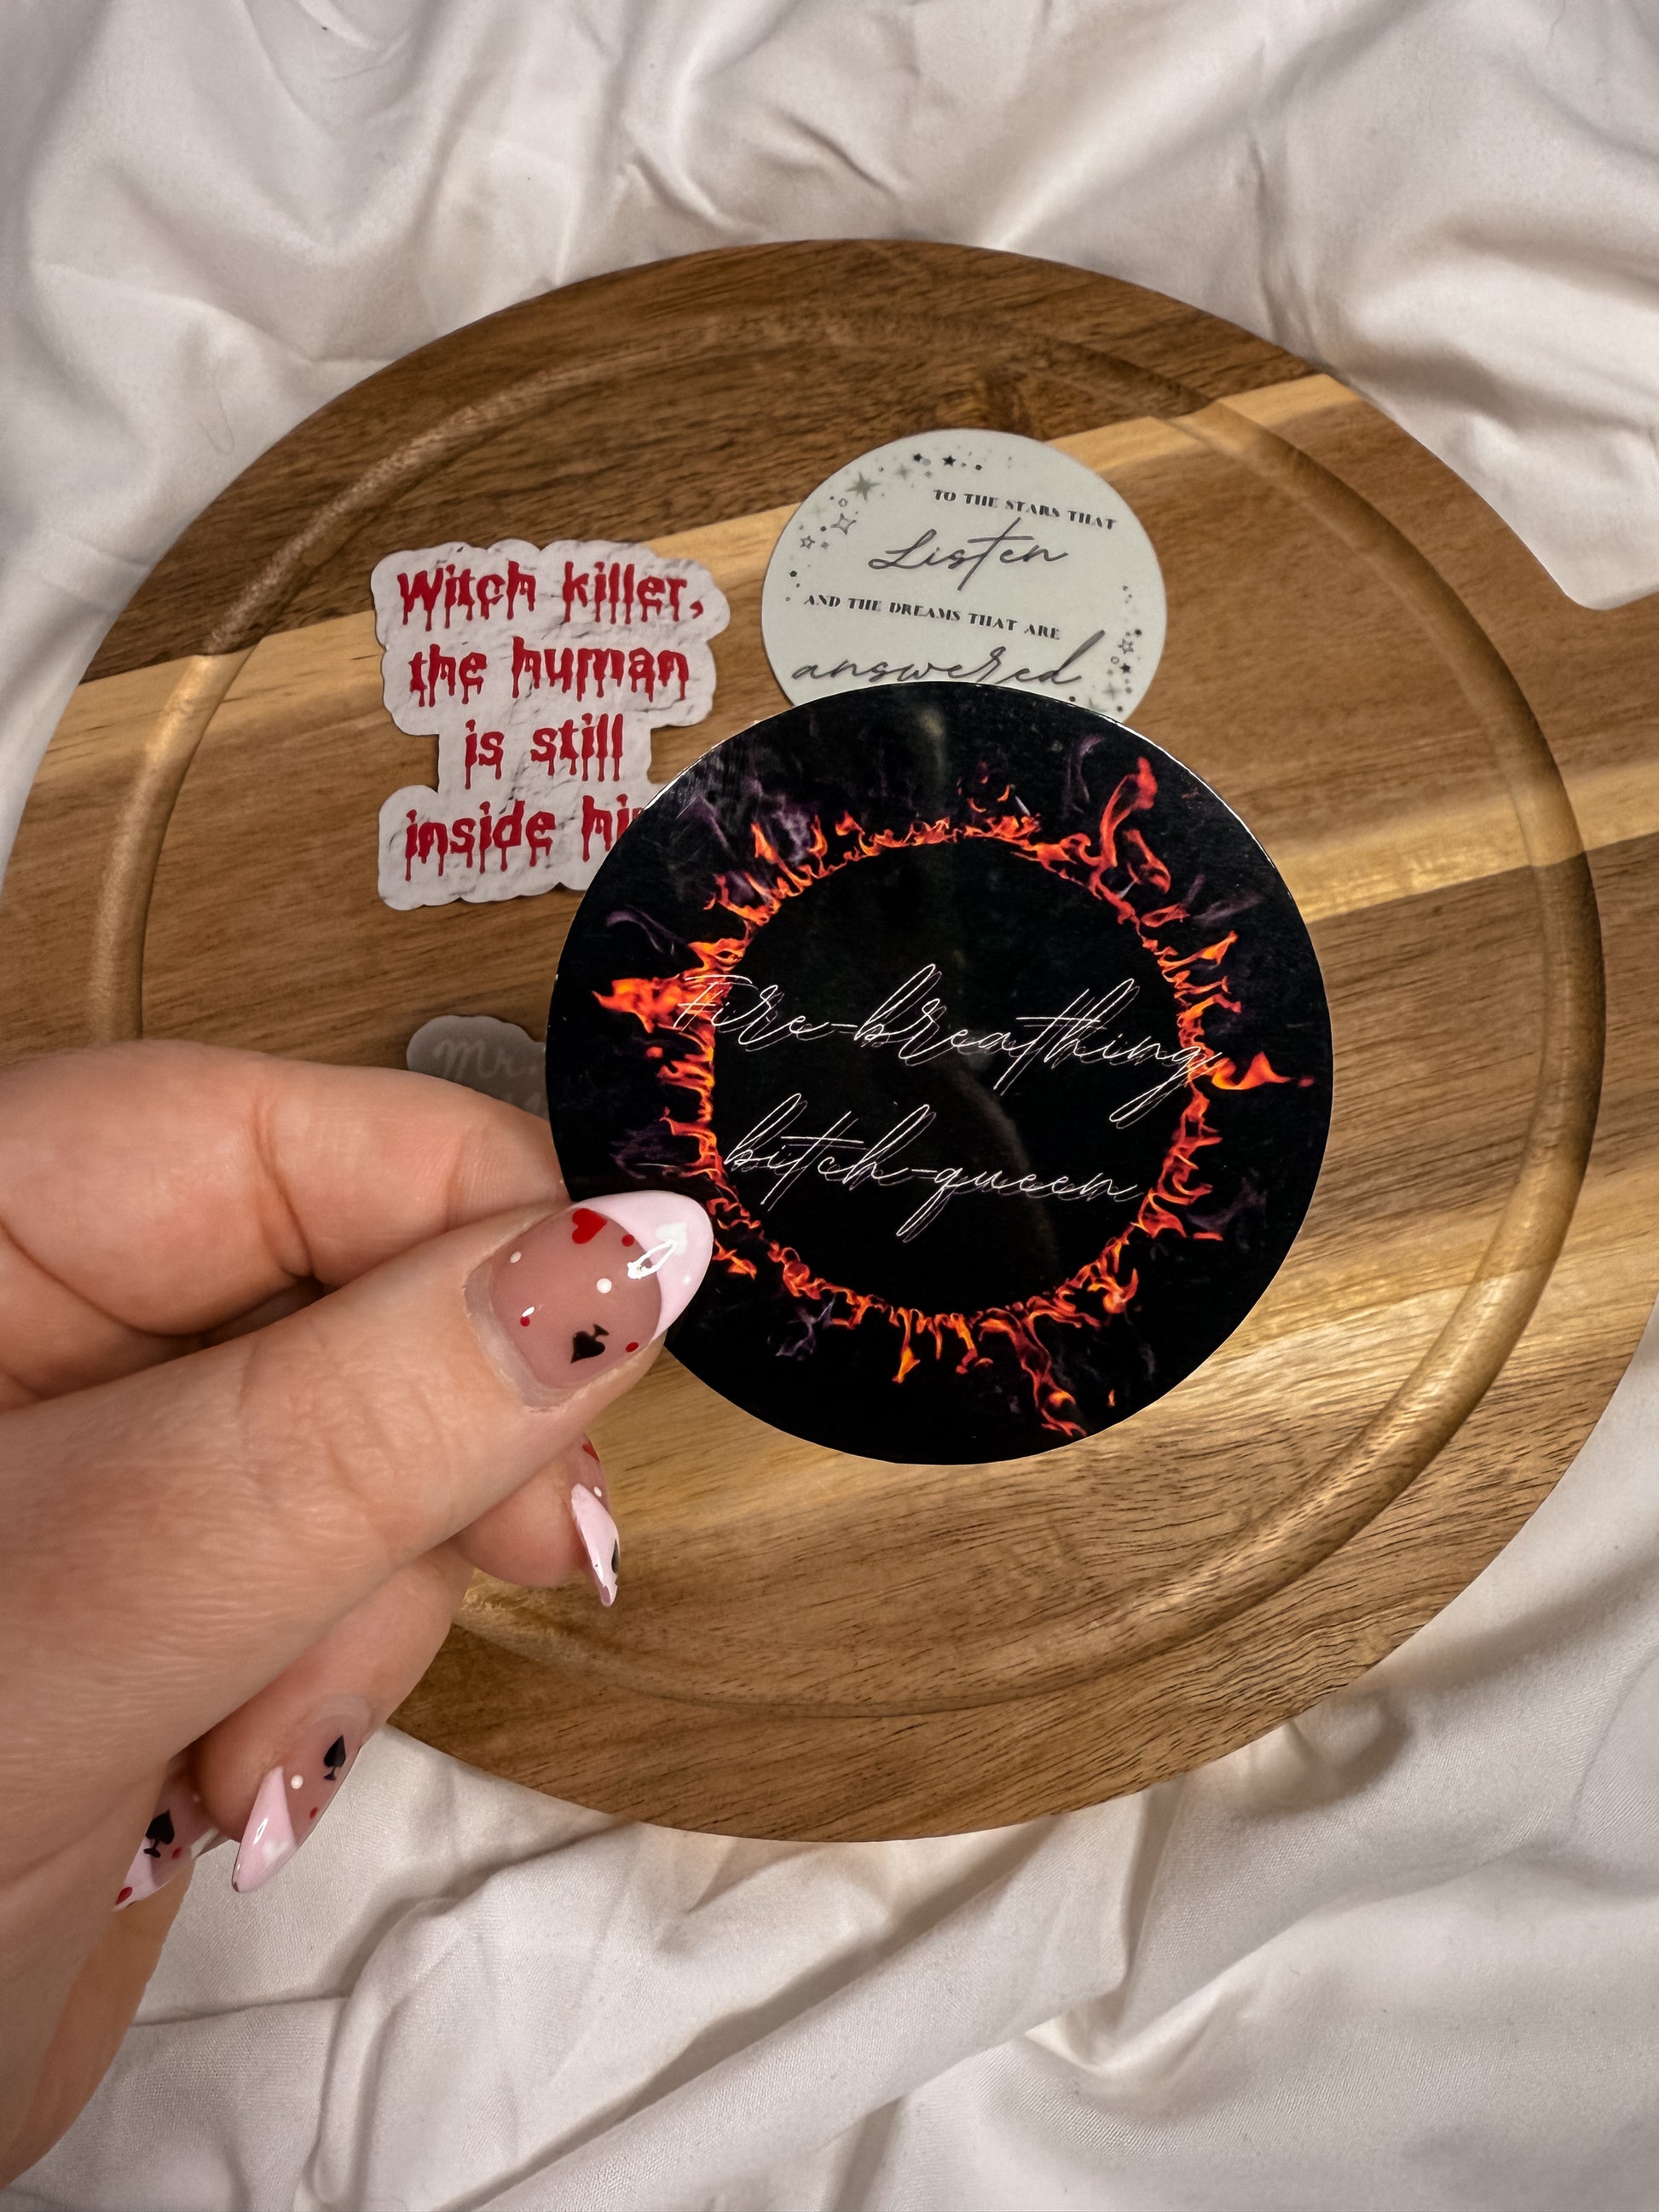 Witch killer,
the human
is still
inside
TO THE STARS THAT
Listen
AND THE DREAMS THAT ARE
answered
Fire-breathing
bitch-queen
Mr.